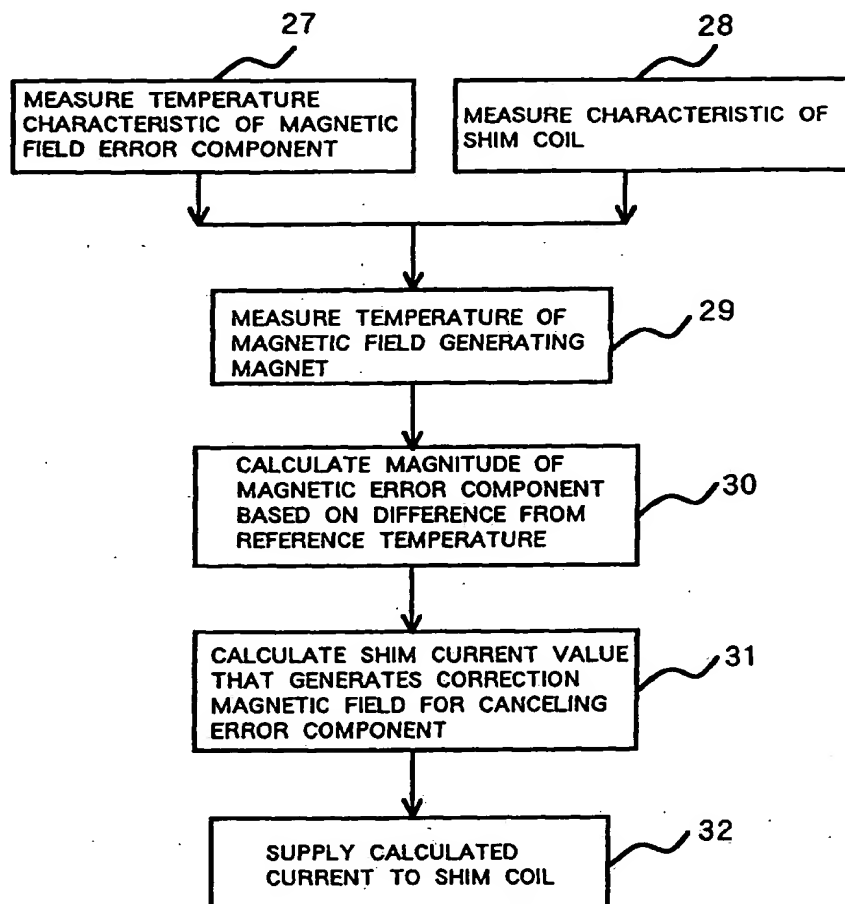 27
28
MEASURE TEMPERATURE
CHARACTERISTIC OF MAGNETIC
FIELD ERROR COMPONENT
MEASURE CHARACTERISTIC OF
SHIM COIL
29
MEASURE TEMPERATURE OF
MAGNETIC FIELD GENERATING
MAGNET
30
CALCULATE MAGNITUDE OF
MAGNETIC ERROR COMPONENT
BASED ON DIFFERENCE FROM
REFERENCE TEMPERATURE
31
CALCULATE SHIM CURRENT VALUE
THAT GENERATES CORRECTION
MAGNETIC FIELD FOR CANCELING
ERROR COMPONENT
32
SUPPLY CALCULATED
CURRENT TO SHIM COIL